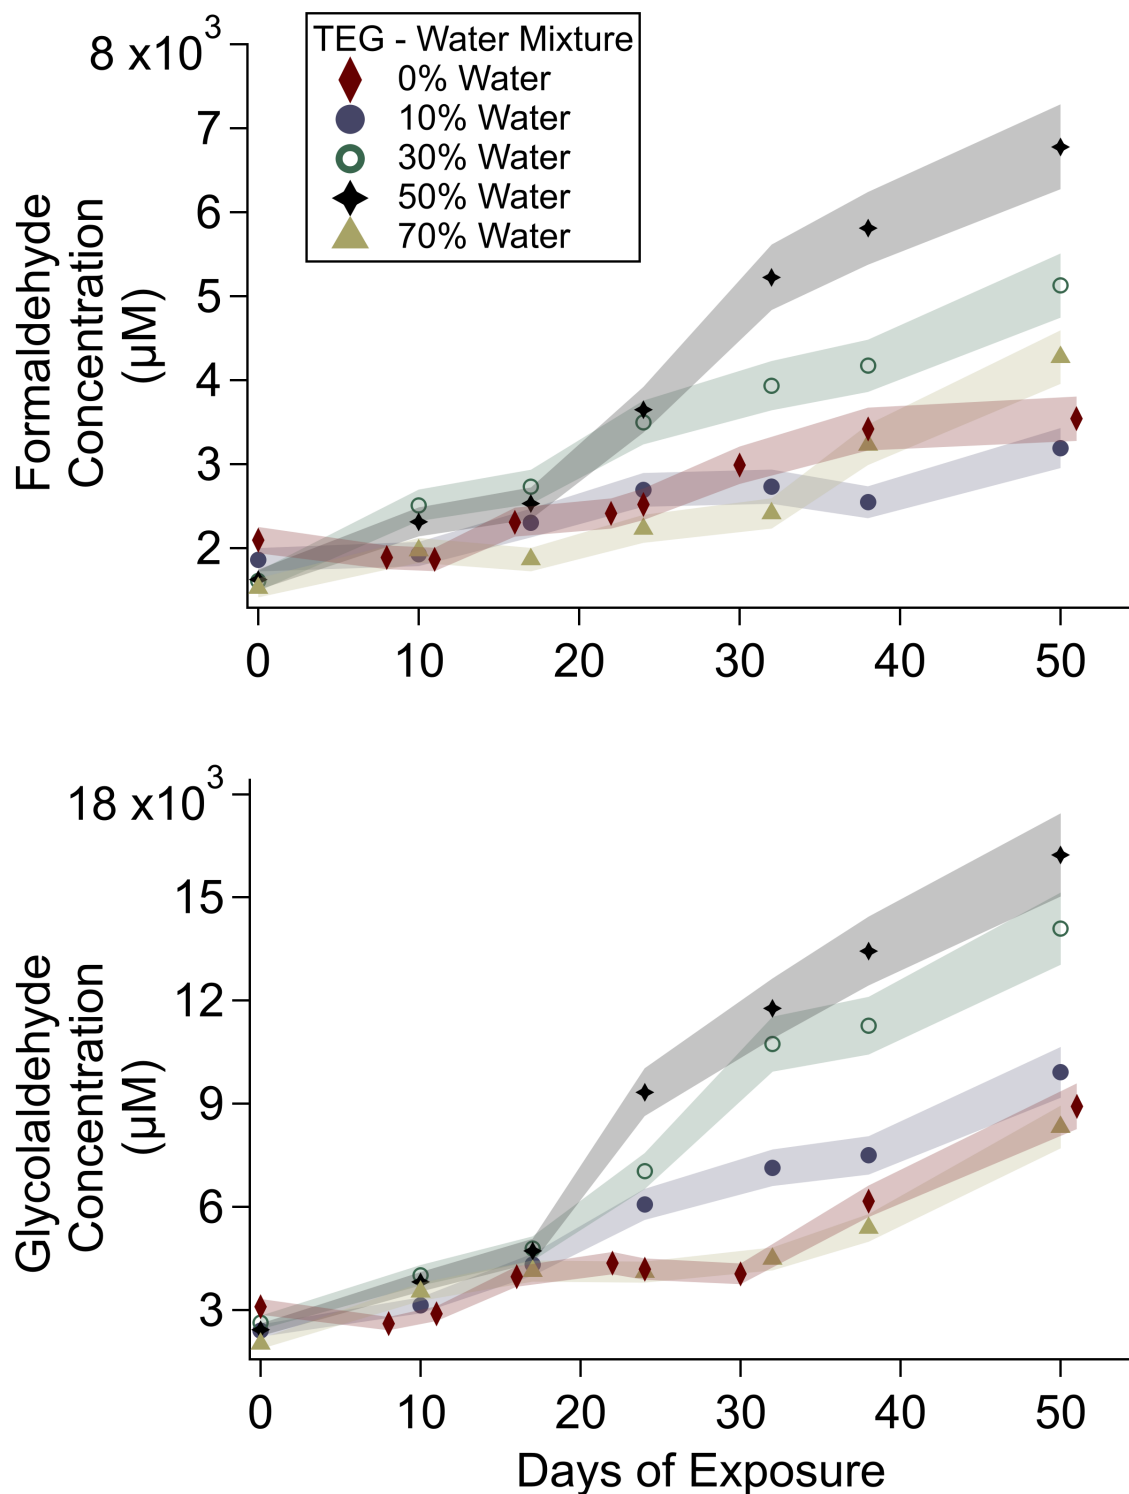 TEG - Water Mixture
0% Water
10% Water
30% Water
50% Water
70% Water
8 x10³
7
6
5
4
3
2
Formaldehyde
Concentration
(µM)
0 10 20 30 40 50
18 x10³
15
12
9
6
3
Glycolaldehyde
Concentration
(µM)
0 10 20 30 40 50
Days of Exposure